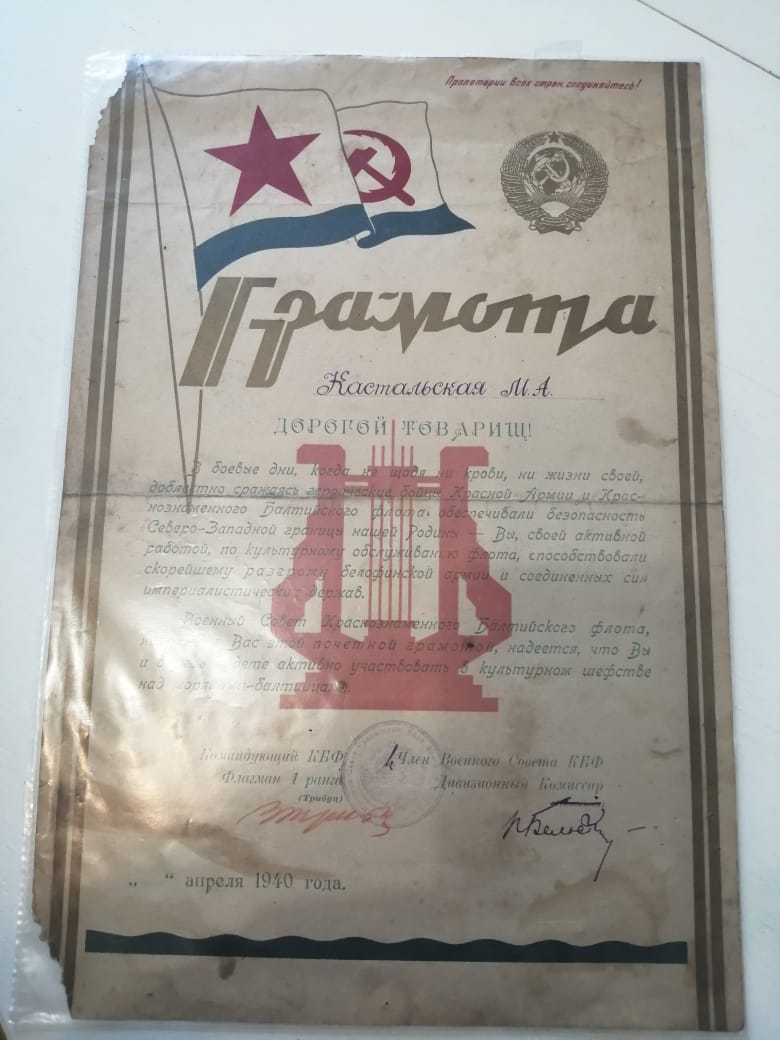 Пролетарии всех стран, соединяйтесь!
Грамота
Кастальская М.А.
ДОРОГОЙ ТОВАРИЩ!
В боевые дни, когда не щадя ни крови, ни жизни своей,
доблестно сражаясь героические бойцы Красной Армии и Крас-
нознаменного Балтийского флота обеспечивали безопасность
Северо-Западной границы нашей Родины — Вы, своей активной
работой, по культурному обслуживанию флота, способствовали
скорейшему разгрому белофинской армии и соединенных сил
империалистических держав.
Военный Совет Краснознаменного Балтийского флота,
Вас этой почетной грамотой, надеется, что Вы
и активно участвовать в культурном шефстве
над моряками-балтийцами.
Командующий КБФ
Флагман 1 ранга
(Трибуц)
Член Военного Совета КБФ
Дивизионный Комиссар
„ “ апреля 1940 года.